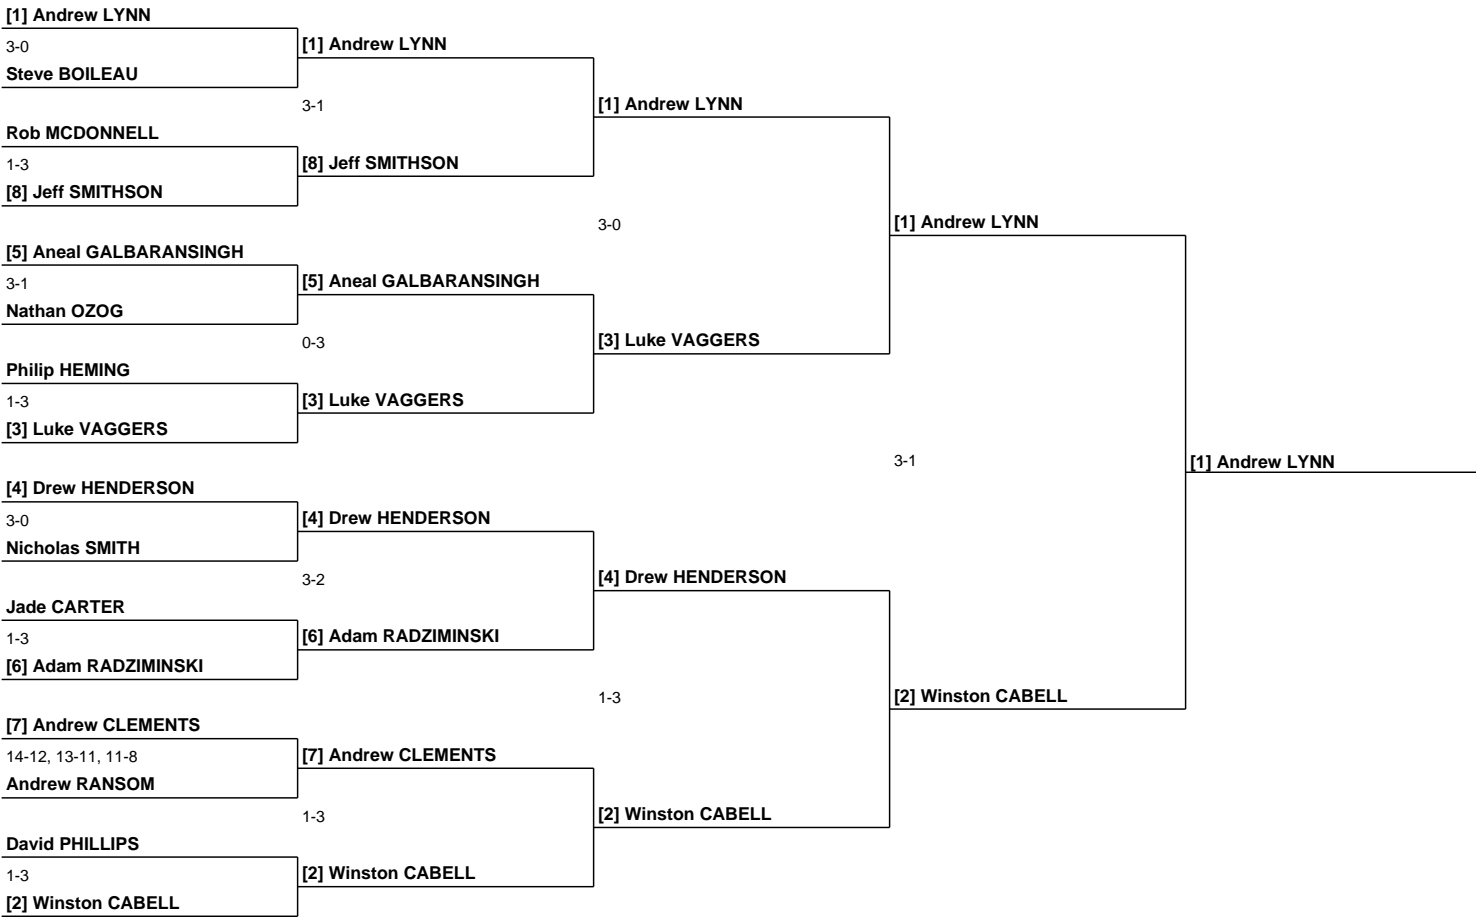 [1] Andrew LYNN
3-0
Steve BOILEAU
Rob MCDONNELL
1-3
[8] Jeff SMITHSON
[5] Aneal GALBARANSINGH
3-1
Nathan OZOG
Philip HEMING
1-3
[3] Luke VAGGERS
[4] Drew HENDERSON
3-0
Nicholas SMITH
Jade CARTER
1-3
[6] Adam RADZIMINSKI
[7] Andrew CLEMENTS
14-12, 13-11, 11-8
Andrew RANSOM
David PHILLIPS
1-3
[2] Winston CABELL
[1] Andrew LYNN
3-1
[8] Jeff SMITHSON
[5] Aneal GALBARANSINGH
0-3
[3] Luke VAGGERS
[4] Drew HENDERSON
3-2
[6] Adam RADZIMINSKI
[7] Andrew CLEMENTS
1-3
[2] Winston CABELL
[1] Andrew LYNN
3-0
[3] Luke VAGGERS
[4] Drew HENDERSON
1-3
[2] Winston CABELL
[1] Andrew LYNN
3-1
[2] Winston CABELL
[1] Andrew LYNN